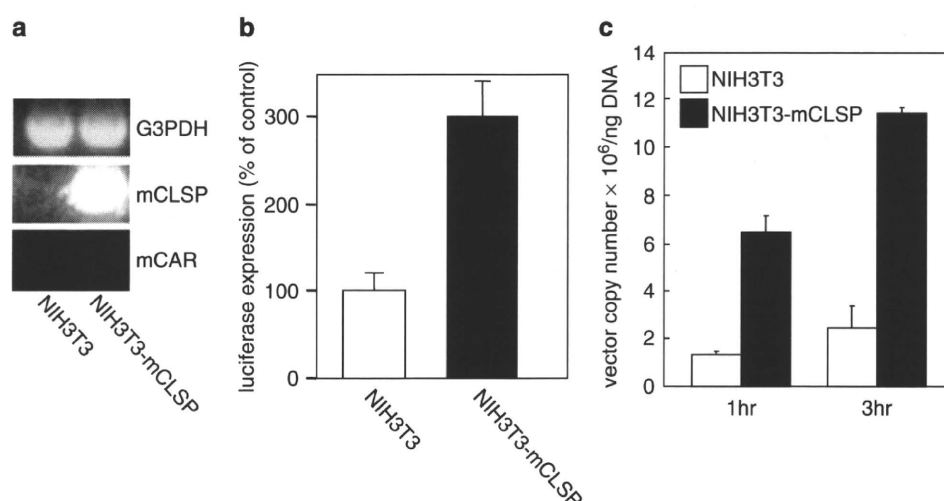 a
G3PDH
mCLSP
mCAR
NIH3T3
NIH3T3-mCLSP
b
luciferase expression (% of control)
300
200
100
0
NIH3T3
NIH3T3-mCLSP
c
vector copy number × 10⁶/ng DNA
14
12
10
8
6
4
2
0
NIH3T3
NIH3T3-mCLSP
1hr
3hr